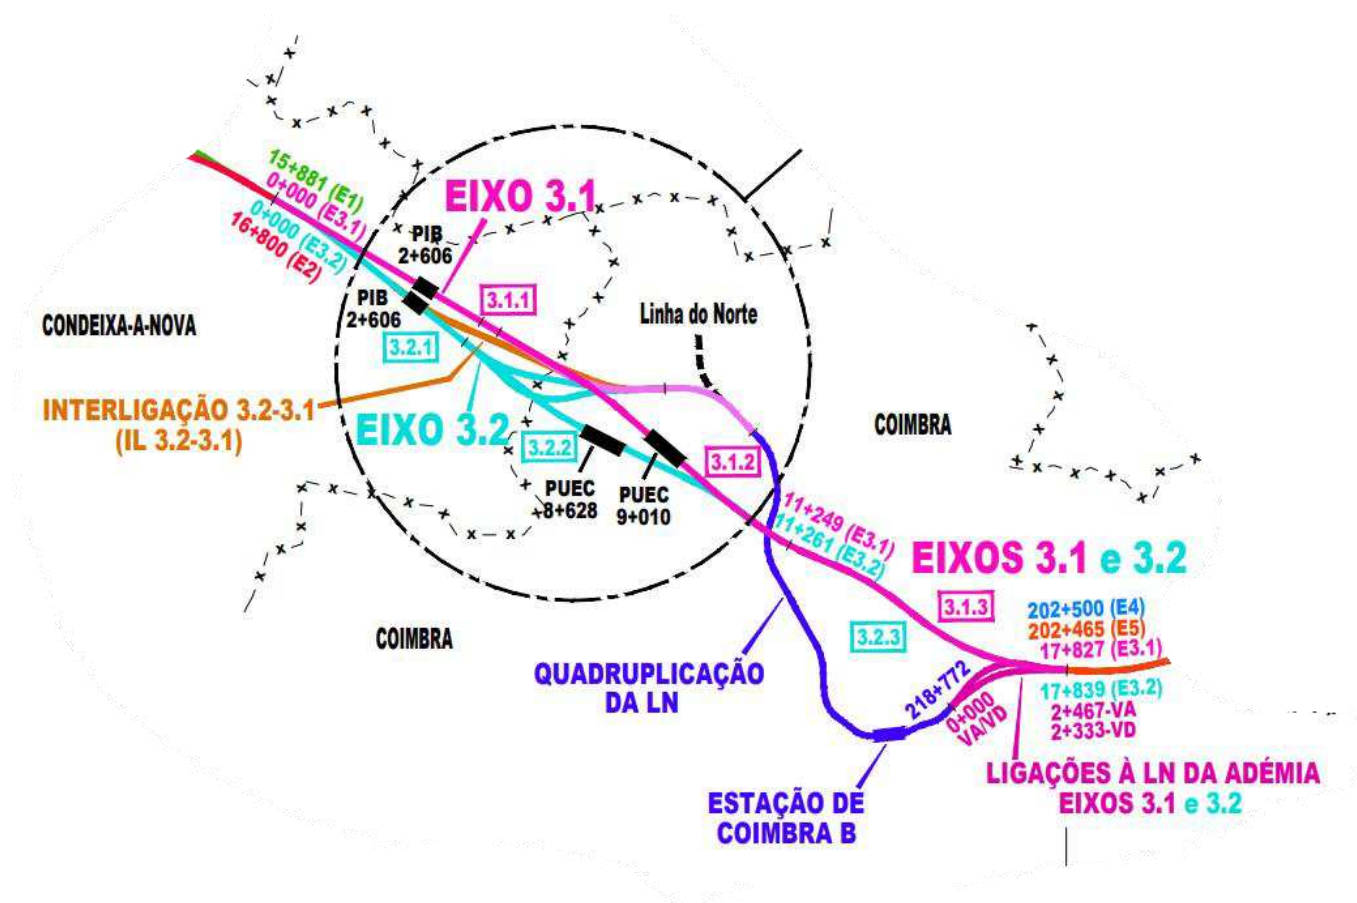 15+881 (E1)
0+000 (E3.1)
0+000 (E3.2)
16+800 (E2)
EIXO 3.1
PIB
2+606
PIB
2+606
3.1.1
Linha do Norte
CONDEIXA-A-NOVA
3.2.1
INTERLIGAÇÃO 3.2-3.1
(IL 3.2-3.1)
EIXO 3.2
COIMBRA
3.2.2
3.1.2
PUEC
8+628
PUEC
9+010
11+249 (E3.1)
11+261 (E3.2)
EIXOS 3.1 e 3.2
3.1.3
202+500 (E4)
202+465 (E5)
17+827 (E3.1)
COIMBRA
3.2.3
QUADRUPLICAÇÃO
DA LN
218+772
0+000
VA/VD
17+839 (E3.2)
2+467-VA
2+333-VD
LIGAÇÕES À LN DA ADÉMIA
EIXOS 3.1 e 3.2
ESTAÇÃO DE
COIMBRA B